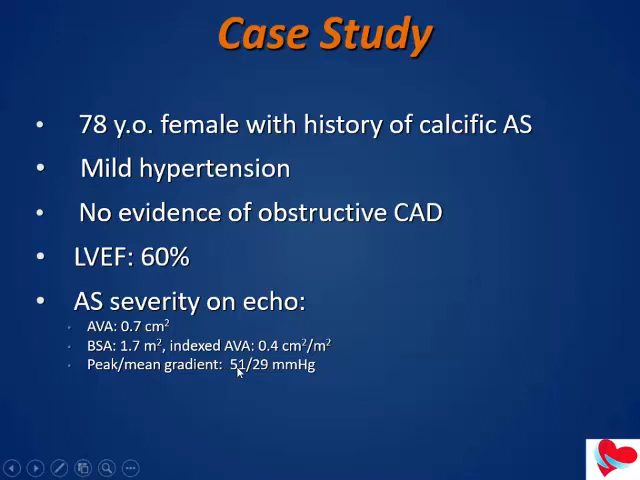 Case Study
• 78 y.o. female with history of calcific AS
• Mild hypertension
• No evidence of obstructive CAD
• LVEF: 60%
• AS severity on echo:
• AVA: 0.7 cm²
• BSA: 1.7 m², indexed AVA: 0.4 cm²/m²
• Peak/mean gradient: 51/29 mmHg